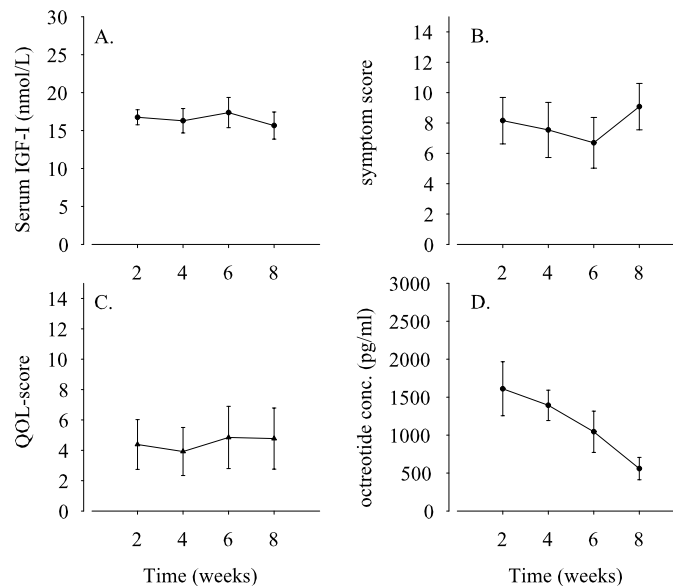 A.
Serum IGF-I (nmol/L)
30
25
20
15
10
5
0
2 4 6 8
B.
symptom score
14
12
10
8
6
4
2
0
2 4 6 8
C.
QOL-score
14
12
10
8
6
4
2
0
2 4 6 8
Time (weeks)
D.
octreotide conc. (pg/ml)
3000
2500
2000
1500
1000
500
0
2 4 6 8
Time (weeks)